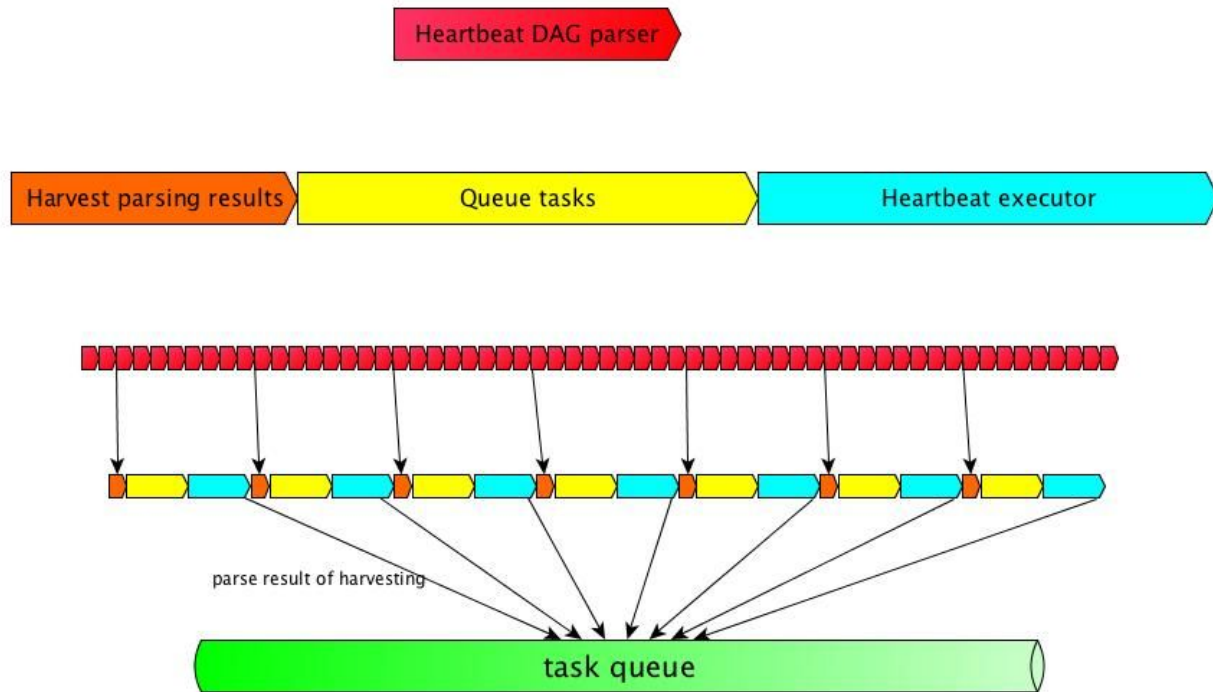 Heartbeat DAG parser
Harvest parsing results
Queue tasks
Heartbeat executor
parse result of harvesting
task queue